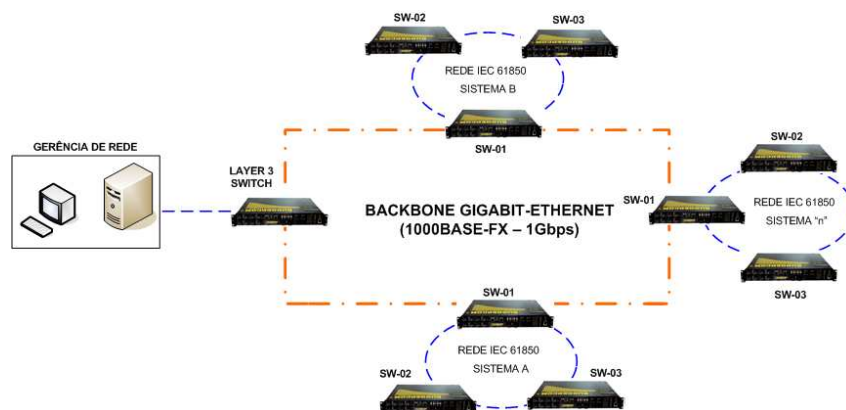 SW-02
SW-03
REDE IEC 61850
SISTEMA B
SW-01
GERÊNCIA DE REDE
LAYER 3
SWITCH
BACKBONE GIGABIT-ETHERNET
(1000BASE-FX – 1Gbps)
SW-02
SW-01
REDE IEC 61850
SISTEMA "n"
SW-03
SW-01
REDE IEC 61850
SISTEMA A
SW-02
SW-03